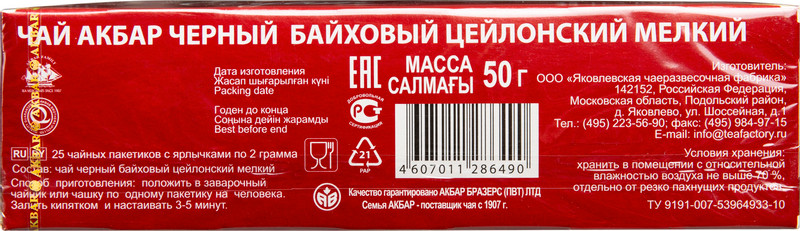 ЧАЙ АКБАР ЧЕРНЫЙ БАЙХОВЫЙ ЦЕЙЛОНСКИЙ МЕЛКИЙ
Дата изготовления
Жасап шығарылған күні
Packing date
Годен до конца
Соңына дейін жарамды
Best before end
ЕАС
МАССА
САЛМАҒЫ
50 г
ДОБРОВОЛЬНАЯ
СЕРТИФИКАЦИЯ
4 607011 286490
21
PAP
Изготовитель:
ООО «Яковлевская чаеразвесочная фабрика»
142152, Российская Федерация,
Московская область, Подольский район,
д. Яковлево, ул. Шоссейная, д.1
Тел.: (495) 223-56-90; факс: (495) 984-97-15
E-mail: info@teafactory.ru
RU 25 чайных пакетиков с ярлычками по 2 грамма
Состав: чай черный байховый цейлонский мелкий
Способ приготовления: положить в заварочный
чайник или чашку по одному пакетику на человека.
Залить кипятком и настаивать 3-5 минут.
Качество гарантировано АКБАР БРАЗЕРС (ПВТ) ЛТД
Семья АКБАР - поставщик чая с 1907 г.
Условия хранения:
хранить в помещении с относительной
влажностью воздуха не выше 70 %,
отдельно от резко пахнущих продуктов.
ТУ 9191-007-53964933-10
АКБАР АКБАР АКБАР